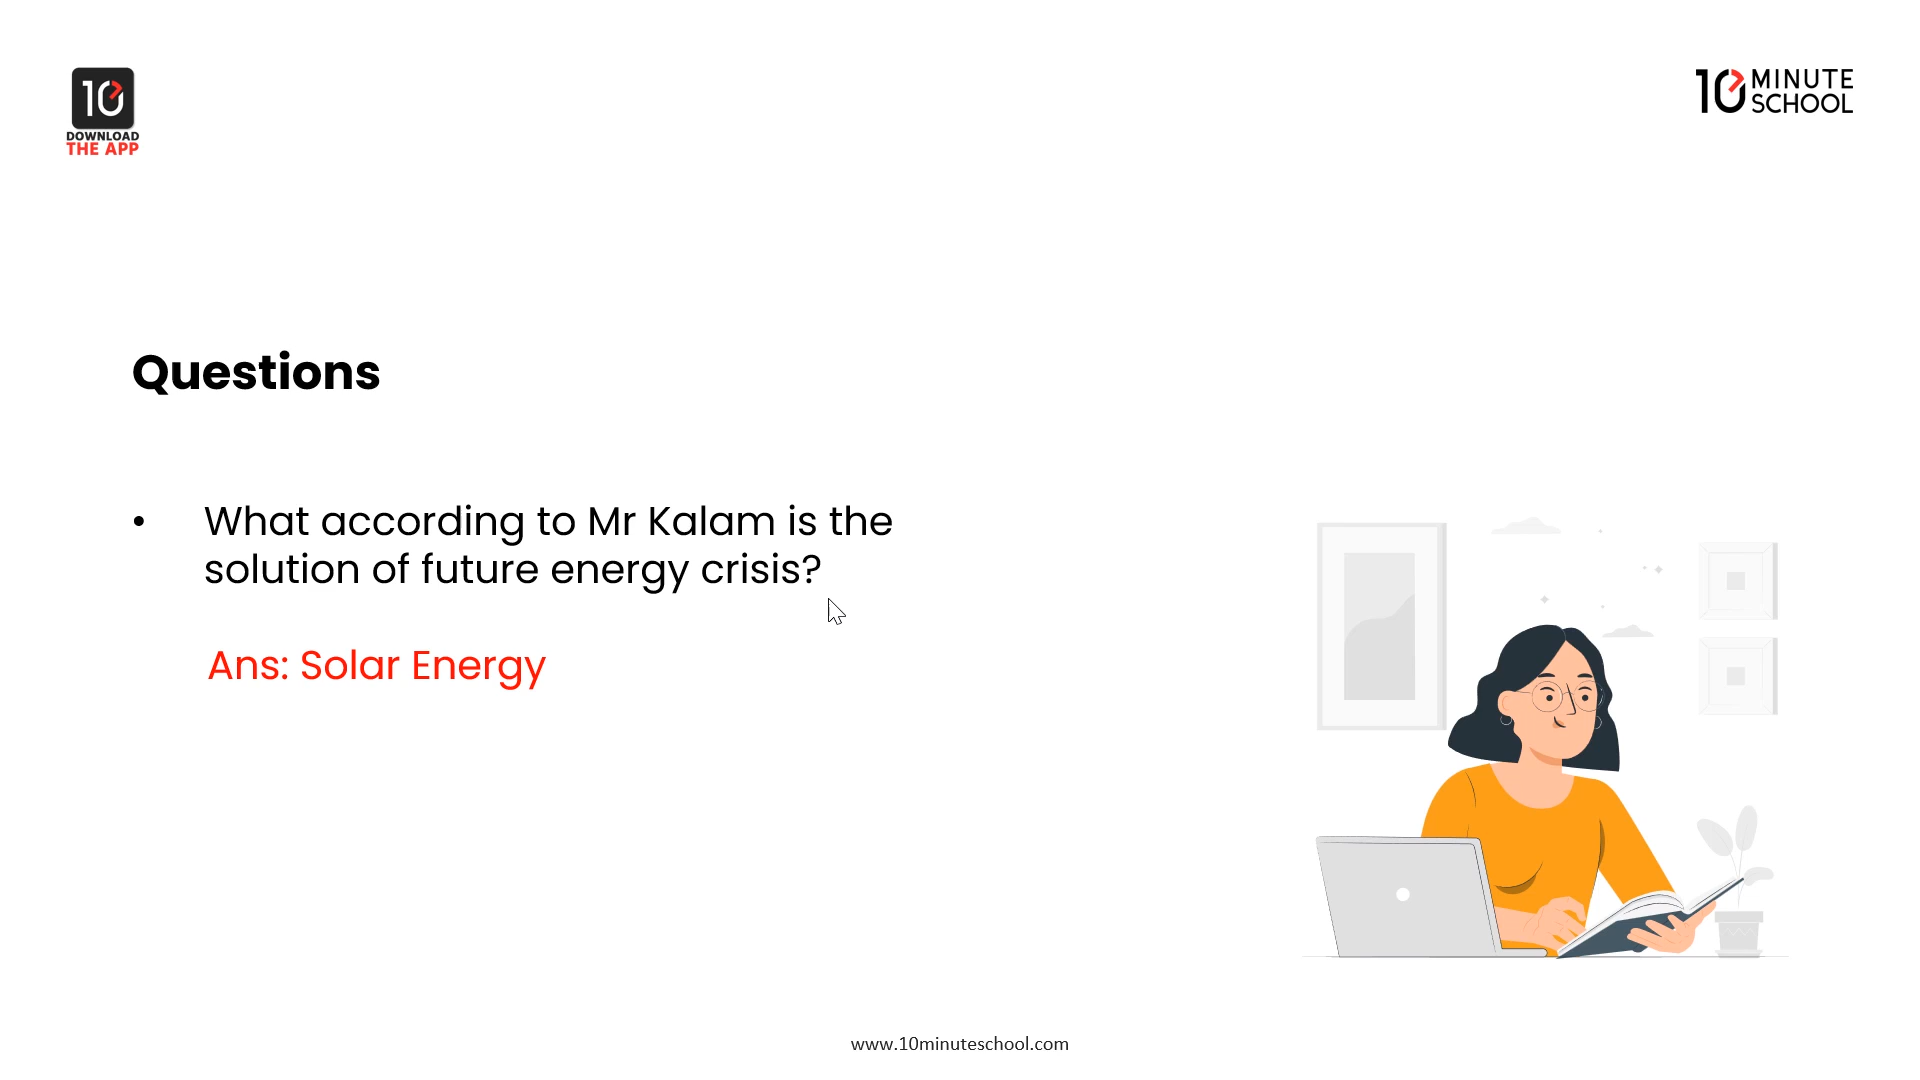 10
DOWNLOAD
THE APP
10 MINUTE
SCHOOL
Questions
• What according to Mr Kalam is the
solution of future energy crisis?
Ans: Solar Energy
www.10minuteschool.com